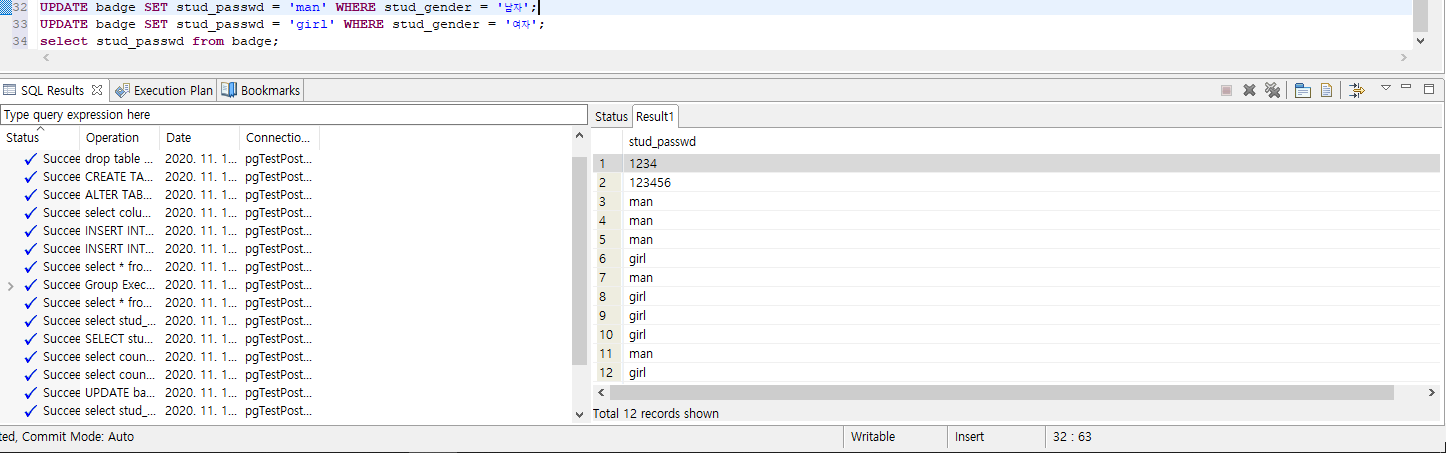 32 UPDATE badge SET stud_passwd = 'man' WHERE stud_gender = '남자';
33 UPDATE badge SET stud_passwd = 'girl' WHERE stud_gender = '여자';
34 select stud_passwd from badge;
SQL Results Execution Plan Bookmarks
Type query expression here
Status Operation Date Connectio...
Succee drop table ... 2020. 11. 1... pgTestPost...
Succee CREATE TA... 2020. 11. 1... pgTestPost...
Succee ALTER TAB... 2020. 11. 1... pgTestPost...
Succee select colu... 2020. 11. 1... pgTestPost...
Succee INSERT INT... 2020. 11. 1... pgTestPost...
Succee INSERT INT... 2020. 11. 1... pgTestPost...
Succee select * fro... 2020. 11. 1... pgTestPost...
Succee Group Exec... 2020. 11. 1... pgTestPost...
Succee select * fro... 2020. 11. 1... pgTestPost...
Succee select stud_... 2020. 11. 1... pgTestPost...
Succee SELECT stu... 2020. 11. 1... pgTestPost...
Succee select coun... 2020. 11. 1... pgTestPost...
Succee select coun... 2020. 11. 1... pgTestPost...
Succee UPDATE ba... 2020. 11. 1... pgTestPost...
Succee select stud_... 2020. 11. 1... pgTestPost...
Status Result1
stud_passwd
1 1234
2 123456
3 man
4 man
5 man
6 girl
7 man
8 girl
9 girl
10 girl
11 man
12 girl
Total 12 records shown
ted, Commit Mode: Auto Writable Insert 32 : 63